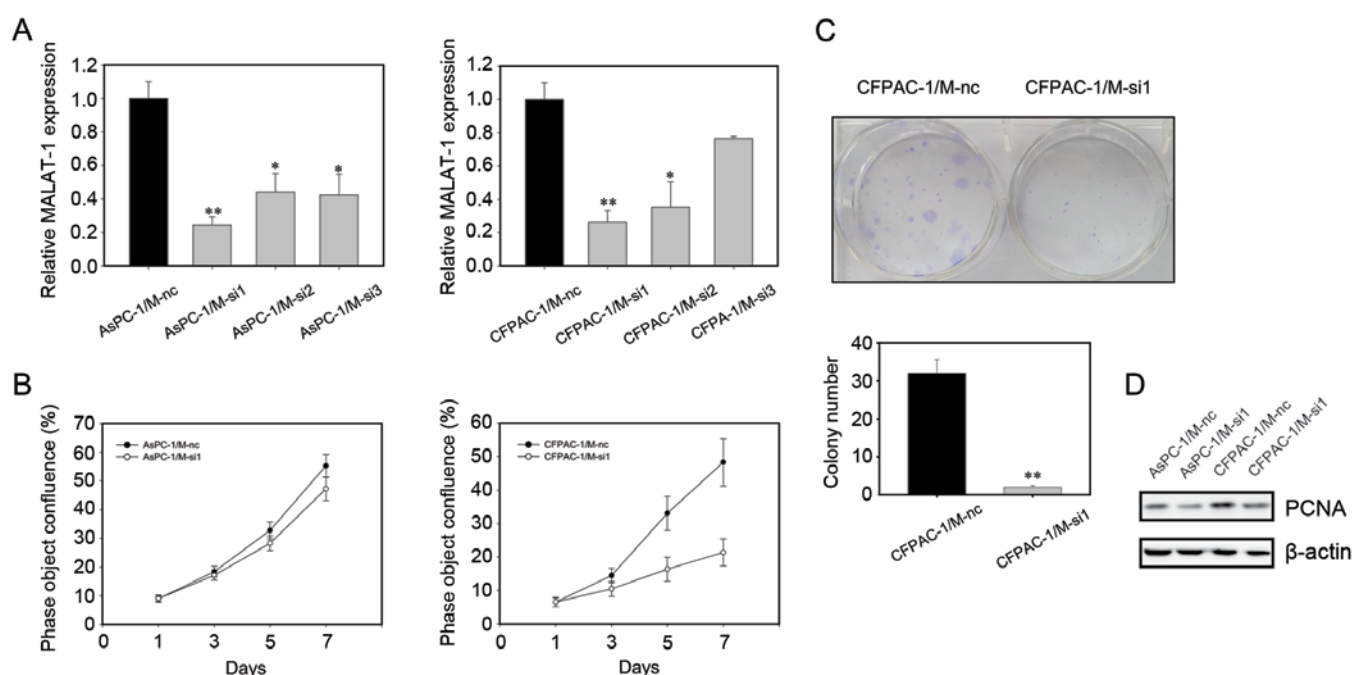 A
Relative MALAT-1 expression
1.2
1.0
0.8
0.6
0.4
0.2
0.0
**
*
*
AsPC-1/M-nc
AsPC-1/M-si1
AsPC-1/M-si2
AsPC-1/M-si3
Relative MALAT-1 expression
1.2
1.0
0.8
0.6
0.4
0.2
0.0
**
*
CFPAC-1/M-nc
CFPAC-1/M-si1
CFPAC-1/M-si2
CFPA-1/M-si3
B
Phase object confluence (%)
70
60
50
40
30
20
10
0
AsPC-1/M-nc
AsPC-1/M-si1
0 1 3 5 7
Days
Phase object confluence (%)
60
50
40
30
20
10
0
CFPAC-1/M-nc
CFPAC-1/M-si1
0 1 3 5 7
Days
C
CFPAC-1/M-nc CFPAC-1/M-si1
Colony number
40
30
20
10
0
**
CFPAC-1/M-nc
CFPAC-1/M-si1
D
AsPC-1/M-nc
AsPC-1/M-si1
CFPAC-1/M-nc
CFPAC-1/M-si1
PCNA
β-actin